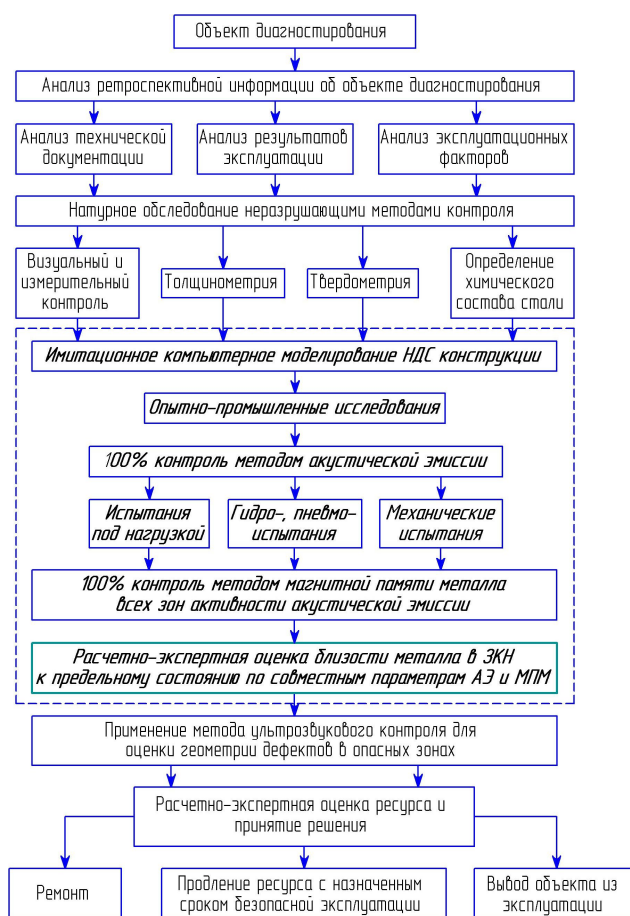 Объект диагностирования
Анализ ретроспективной информации об объекте диагностирования
Анализ технической
документации
Анализ результатов
эксплуатации
Анализ эксплуатационных
факторов
Натурное обследование неразрушающими методами контроля
Визуальный и
измерительный
контроль
Толщинометрия
Твердометрия
Определение
химического
состава стали
Имитационное компьютерное моделирование НДС конструкции
Опытно-промышленные исследования
100% контроль методом акустической эмиссии
Испытания
под нагрузкой
Гидро-, пневмо-
испытания
Механические
испытания
100% контроль методом магнитной памяти металла
всех зон активности акустической эмиссии
Расчетно-экспертная оценка близости металла в ЗКН
к предельному состоянию по совместным параметрам АЭ и МПМ
Применение метода ультрозвукового контроля для
оценки геометрии дефектов в опасных зонах
Расчетно-экспертная оценка ресурса и
принятие решения
Ремонт
Продление ресурса с назначенным
сроком безопасной эксплуатации
Вывод объекта из
эксплуатации